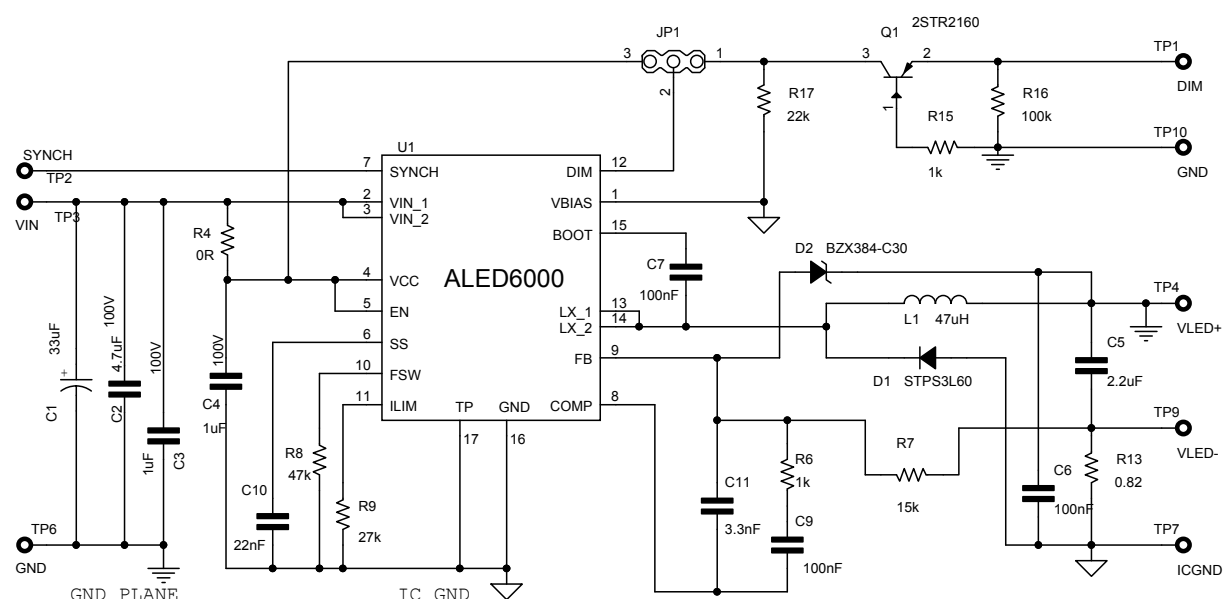 2STR2160
JP1
Q1
TP1
3
1
3
2
DIM
2
R17
22k
1
R15
1k
R16
100k
TP10
GND
U1
SYNCH
TP2
7
SYNCH
DIM
12
VIN
TP3
2
VIN_1
3
VIN_2
VBIAS
1
BOOT
15
R4
0R
D2
BZX384-C30
C7
100nF
4
VCC
ALED6000
5
EN
LX_1
13
LX_2
14
L1
47uH
TP4
VLED+
6
SS
FB
9
D1
STPS3L60
C5
2.2uF
33uF
+
C1
100V
4.7uF
C2
100V
1uF
C3
100V
C4
1uF
10
FSW
11
ILIM
TP
GND
COMP
8
17
16
R7
15k
TP9
VLED-
R8
47k
R6
1k
R13
0.82
C6
100nF
C10
22nF
R9
27k
C11
3.3nF
C9
100nF
TP6
GND
TP7
ICGND
GND PLANE
IC GND